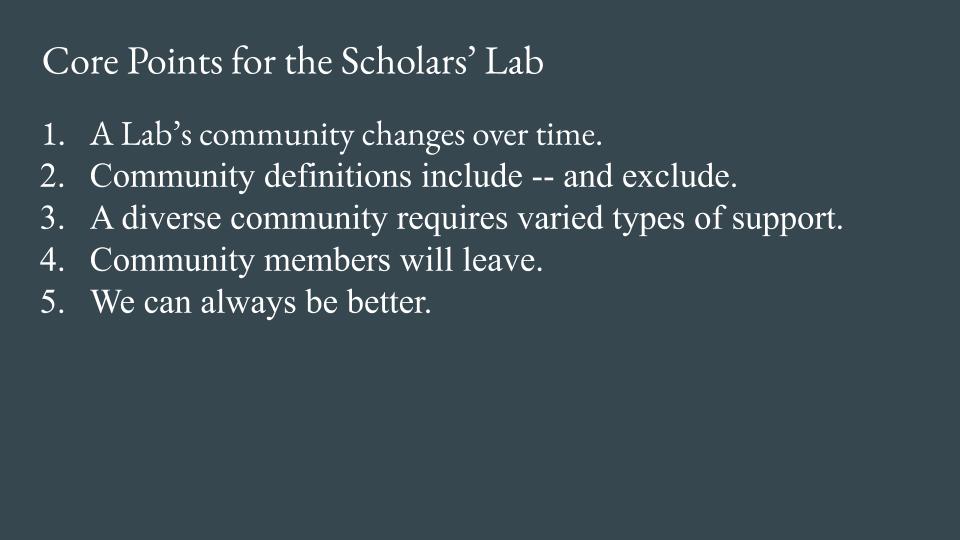 Core Points for the Scholars’ Lab
1. A Lab’s community changes over time.
2. Community definitions include -- and exclude.
3. A diverse community requires varied types of support.
4. Community members will leave.
5. We can always be better.